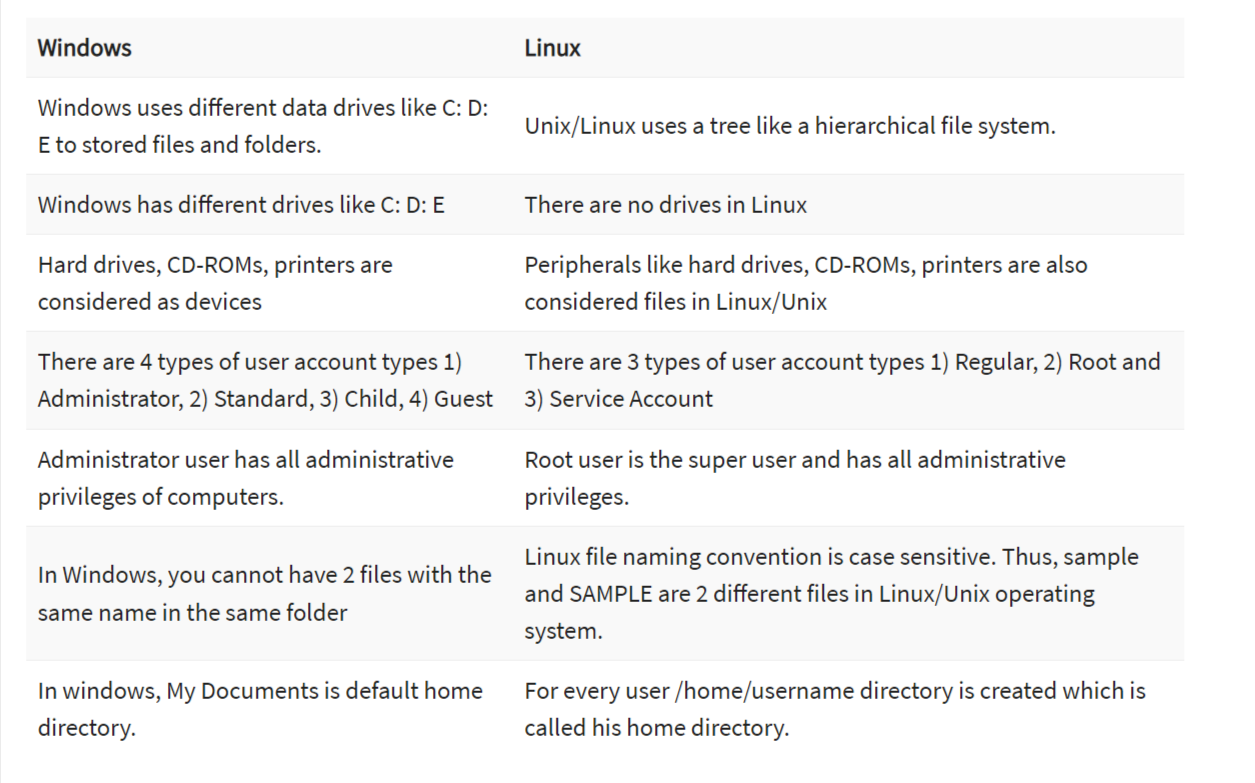 Windows
Linux
Windows uses different data drives like C: D:
E to stored files and folders.
Unix/Linux uses a tree like a hierarchical file system.
Windows has different drives like C: D: E
There are no drives in Linux
Hard drives, CD-ROMs, printers are
considered as devices
Peripherals like hard drives, CD-ROMs, printers are also
considered files in Linux/Unix
There are 4 types of user account types 1)
Administrator, 2) Standard, 3) Child, 4) Guest
There are 3 types of user account types 1) Regular, 2) Root and
3) Service Account
Administrator user has all administrative
privileges of computers.
Root user is the super user and has all administrative
privileges.
In Windows, you cannot have 2 files with the
same name in the same folder
Linux file naming convention is case sensitive. Thus, sample
and SAMPLE are 2 different files in Linux/Unix operating
system.
In windows, My Documents is default home
directory.
For every user /home/username directory is created which is
called his home directory.